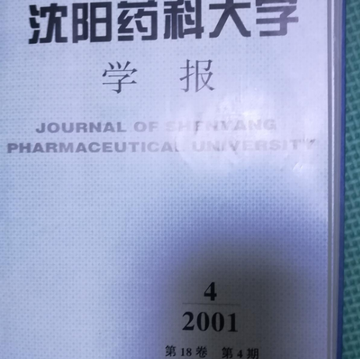 沈阳药科大学
学 报
JOURNAL OF SHENYANG
PHARMACEUTICAL UNIVERSITY
4
2001
第18卷 第4期